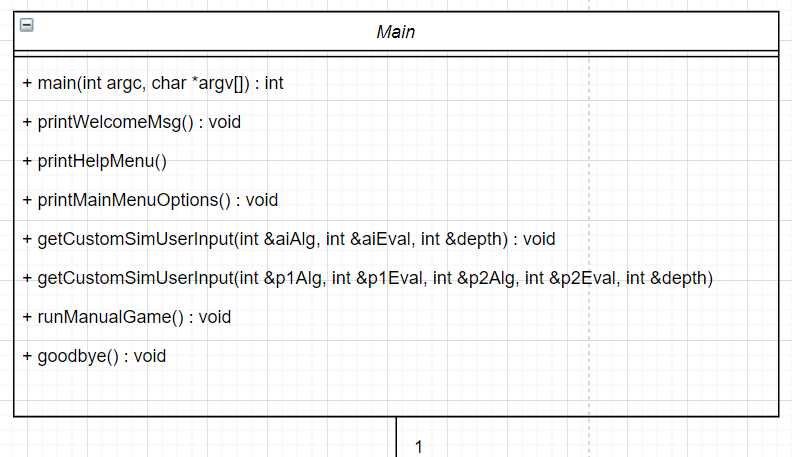 Main
+ main(int argc, char *argv[]) : int
+ printWelcomeMsg() : void
+ printHelpMenu()
+ printMainMenuOptions() : void
+ getCustomSimUserInput(int &aiAlg, int &aiEval, int &depth) : void
+ getCustomSimUserInput(int &p1Alg, int &p1Eval, int &p2Alg, int &p2Eval, int &depth)
+ runManualGame() : void
+ goodbye() : void
1